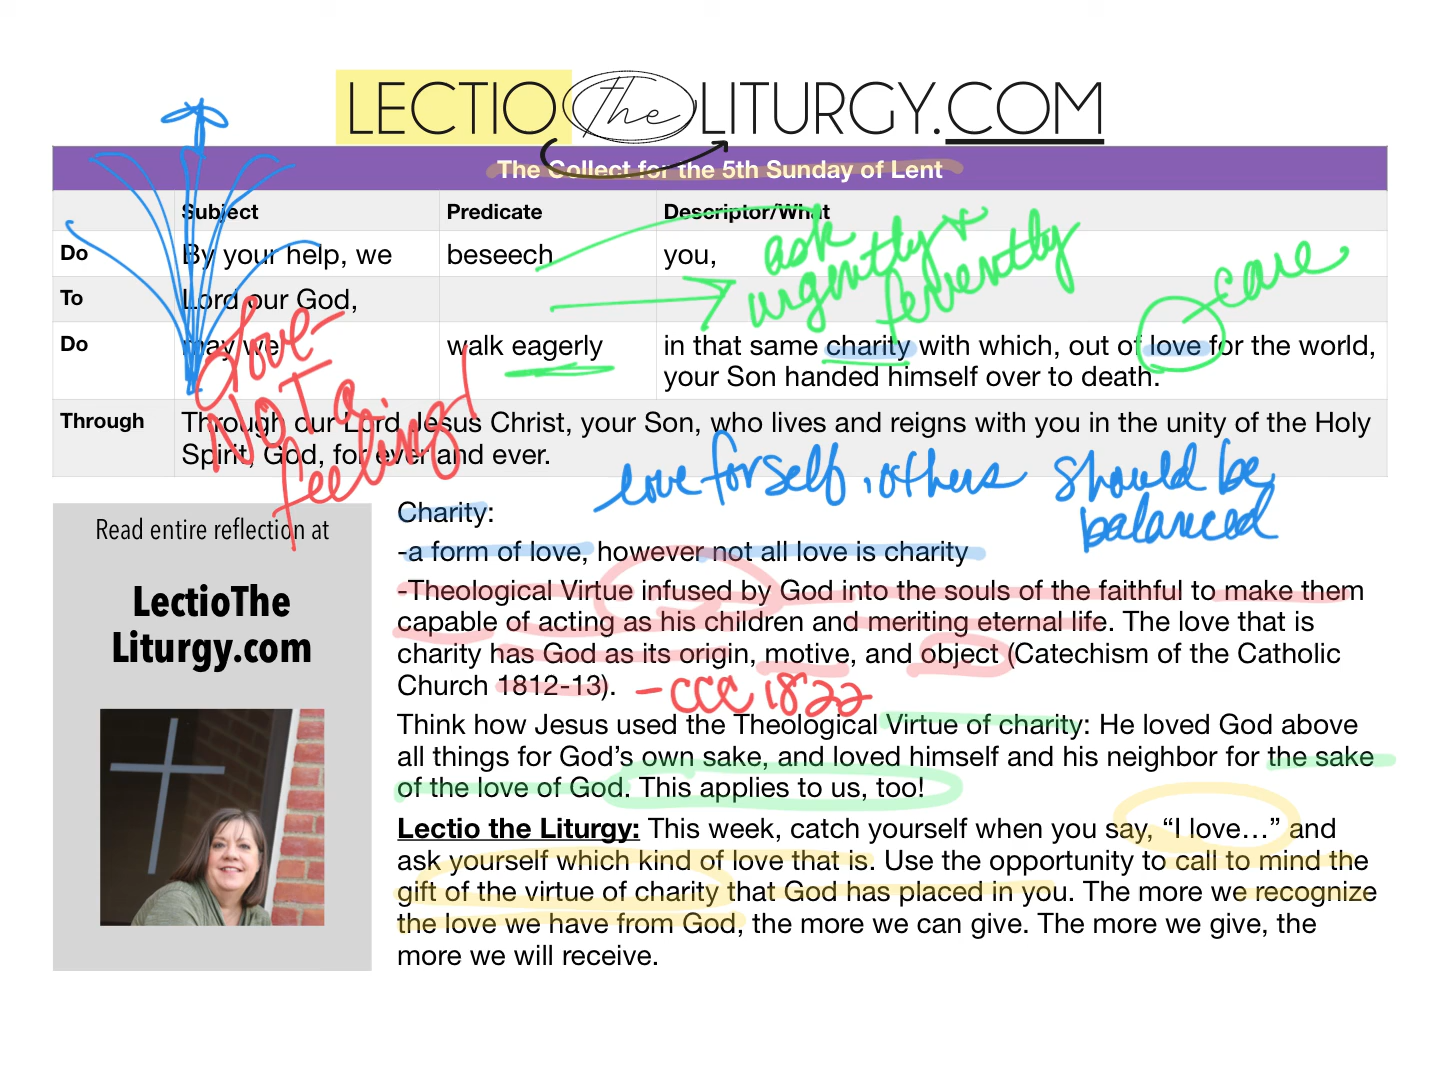 LECTIO the LITURGY.COM
The Collect for the 5th Sunday of Lent
Subject Predicate Descriptor/What
Do By your help, we beseech you,
ask urgently + fervently
To Lord our God,
care
Do may we walk eagerly in that same charity with which, out of love for the world,
your Son handed himself over to death.
Love-
NOT a
feeling!
Through Through our Lord Jesus Christ, your Son, who lives and reigns with you in the unity of the Holy
Spirit, God, for ever and ever.
love for self, others should be
balanced
Read entire reflection at
LectioThe
Liturgy.com
Charity:
-a form of love, however not all love is charity
-Theological Virtue infused by God into the souls of the faithful to make them
capable of acting as his children and meriting eternal life. The love that is
charity has God as its origin, motive, and object (Catechism of the Catholic
Church 1812-13). - CCC 1822
Think how Jesus used the Theological Virtue of charity: He loved God above
all things for God’s own sake, and loved himself and his neighbor for the sake
of the love of God. This applies to us, too!
Lectio the Liturgy: This week, catch yourself when you say, “I love…” and
ask yourself which kind of love that is. Use the opportunity to call to mind the
gift of the virtue of charity that God has placed in you. The more we recognize
the love we have from God, the more we can give. The more we give, the
more we will receive.